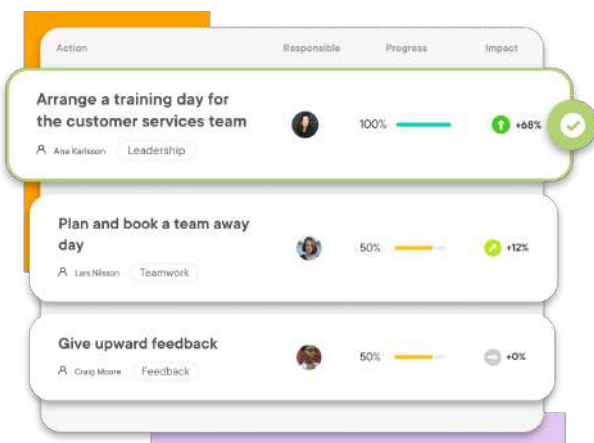 Action Responsible Progress Impact
Arrange a training day for
the customer services team
100% +68%
Ana Karlsson Leadership
Plan and book a team away
day
50% +12%
Lars Nilsson Teamwork
Give upward feedback
50% +0%
Craig Moore Feedback